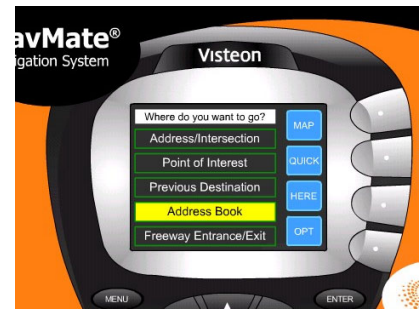 avMate®
igation System
Visteon
Where do you want to go?
Address/Intersection
Point of Interest
Previous Destination
Address Book
Freeway Entrance/Exit
MAP
QUICK
HERE
OPT
MENU
ENTER